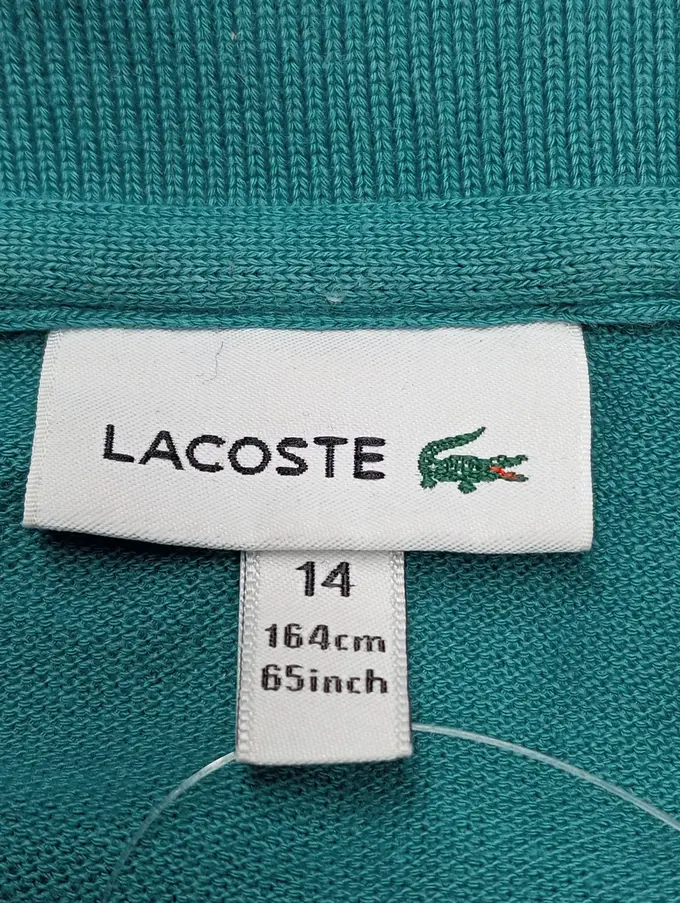 LACOSTE
14
164cm
65inch